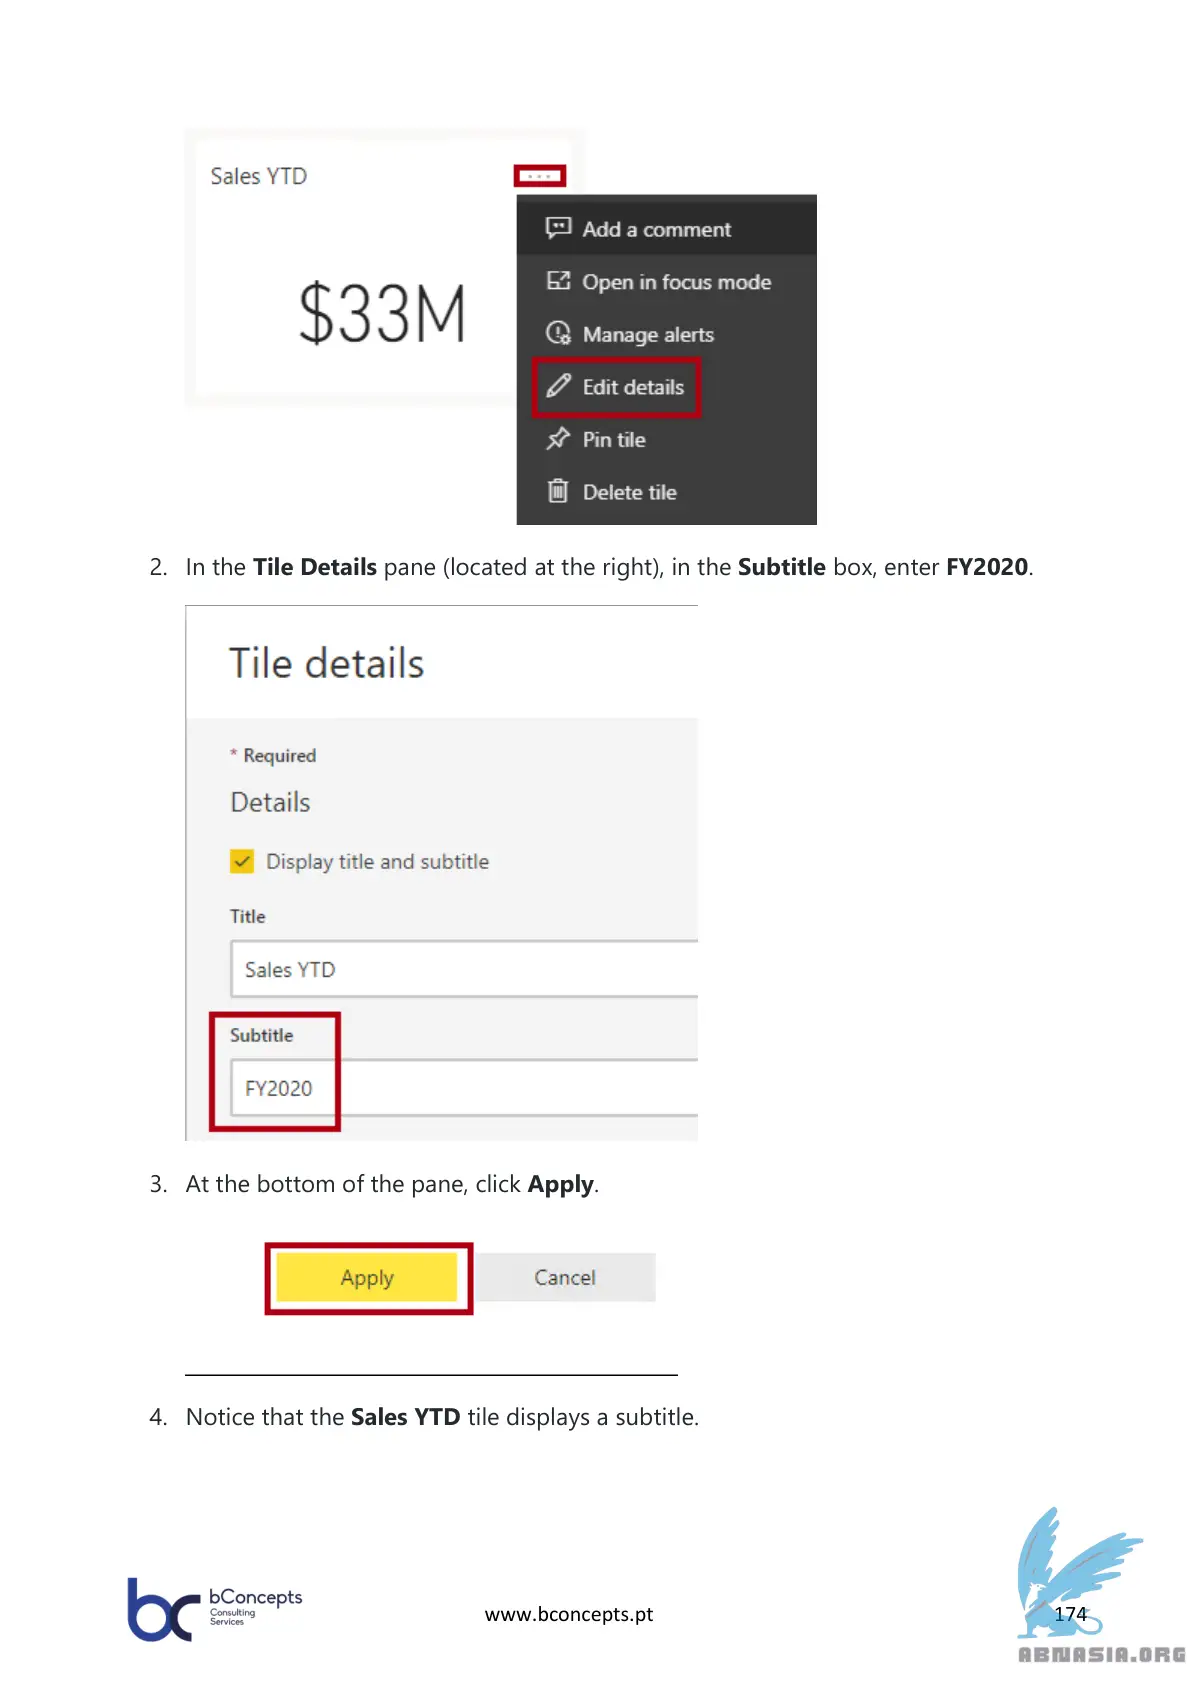 Sales YTD
...
$33M
Add a comment
Open in focus mode
Manage alerts
Edit details
Pin tile
Delete tile
2. In the Tile Details pane (located at the right), in the Subtitle box, enter FY2020.
Tile details
* Required
Details
Display title and subtitle
Title
Sales YTD
Subtitle
FY2020
3. At the bottom of the pane, click Apply.
Apply
Cancel
4. Notice that the Sales YTD tile displays a subtitle.
bc
bConcepts
Consulting
Services
www.bconcepts.pt
174
ABNASIA.ORG